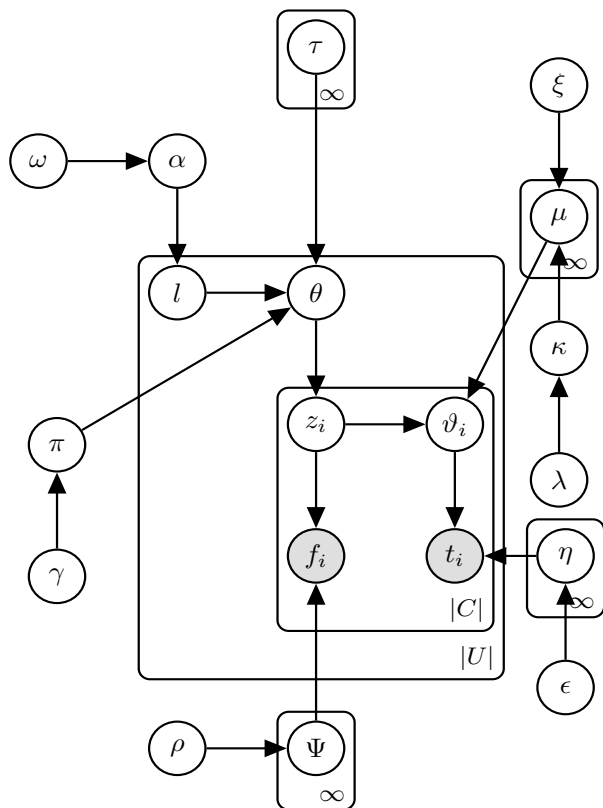 τ
∞
ξ
ω
α
μ
∞
l
θ
κ
z_i
ϑ_i
π
λ
f_i
t_i
η
∞
γ
|C|
|U|
ϵ
ρ
Ψ
∞